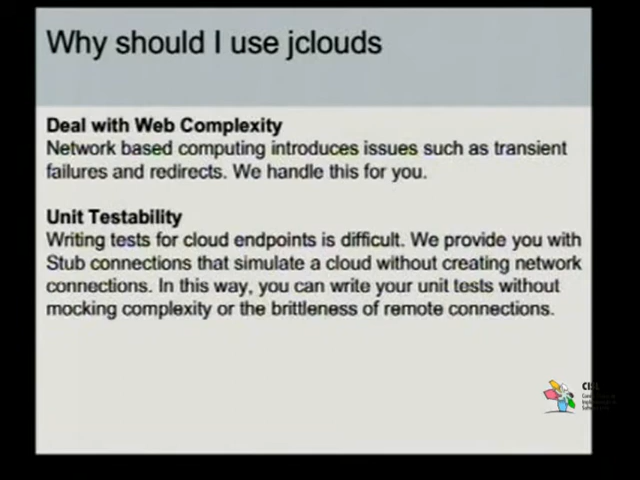 Why should I use jclouds
Deal with Web Complexity
Network based computing introduces issues such as transient
failures and redirects. We handle this for you.
Unit Testability
Writing tests for cloud endpoints is difficult. We provide you with
Stub connections that simulate a cloud without creating network
connections. In this way, you can write your unit tests without
mocking complexity or the brittleness of remote connections.